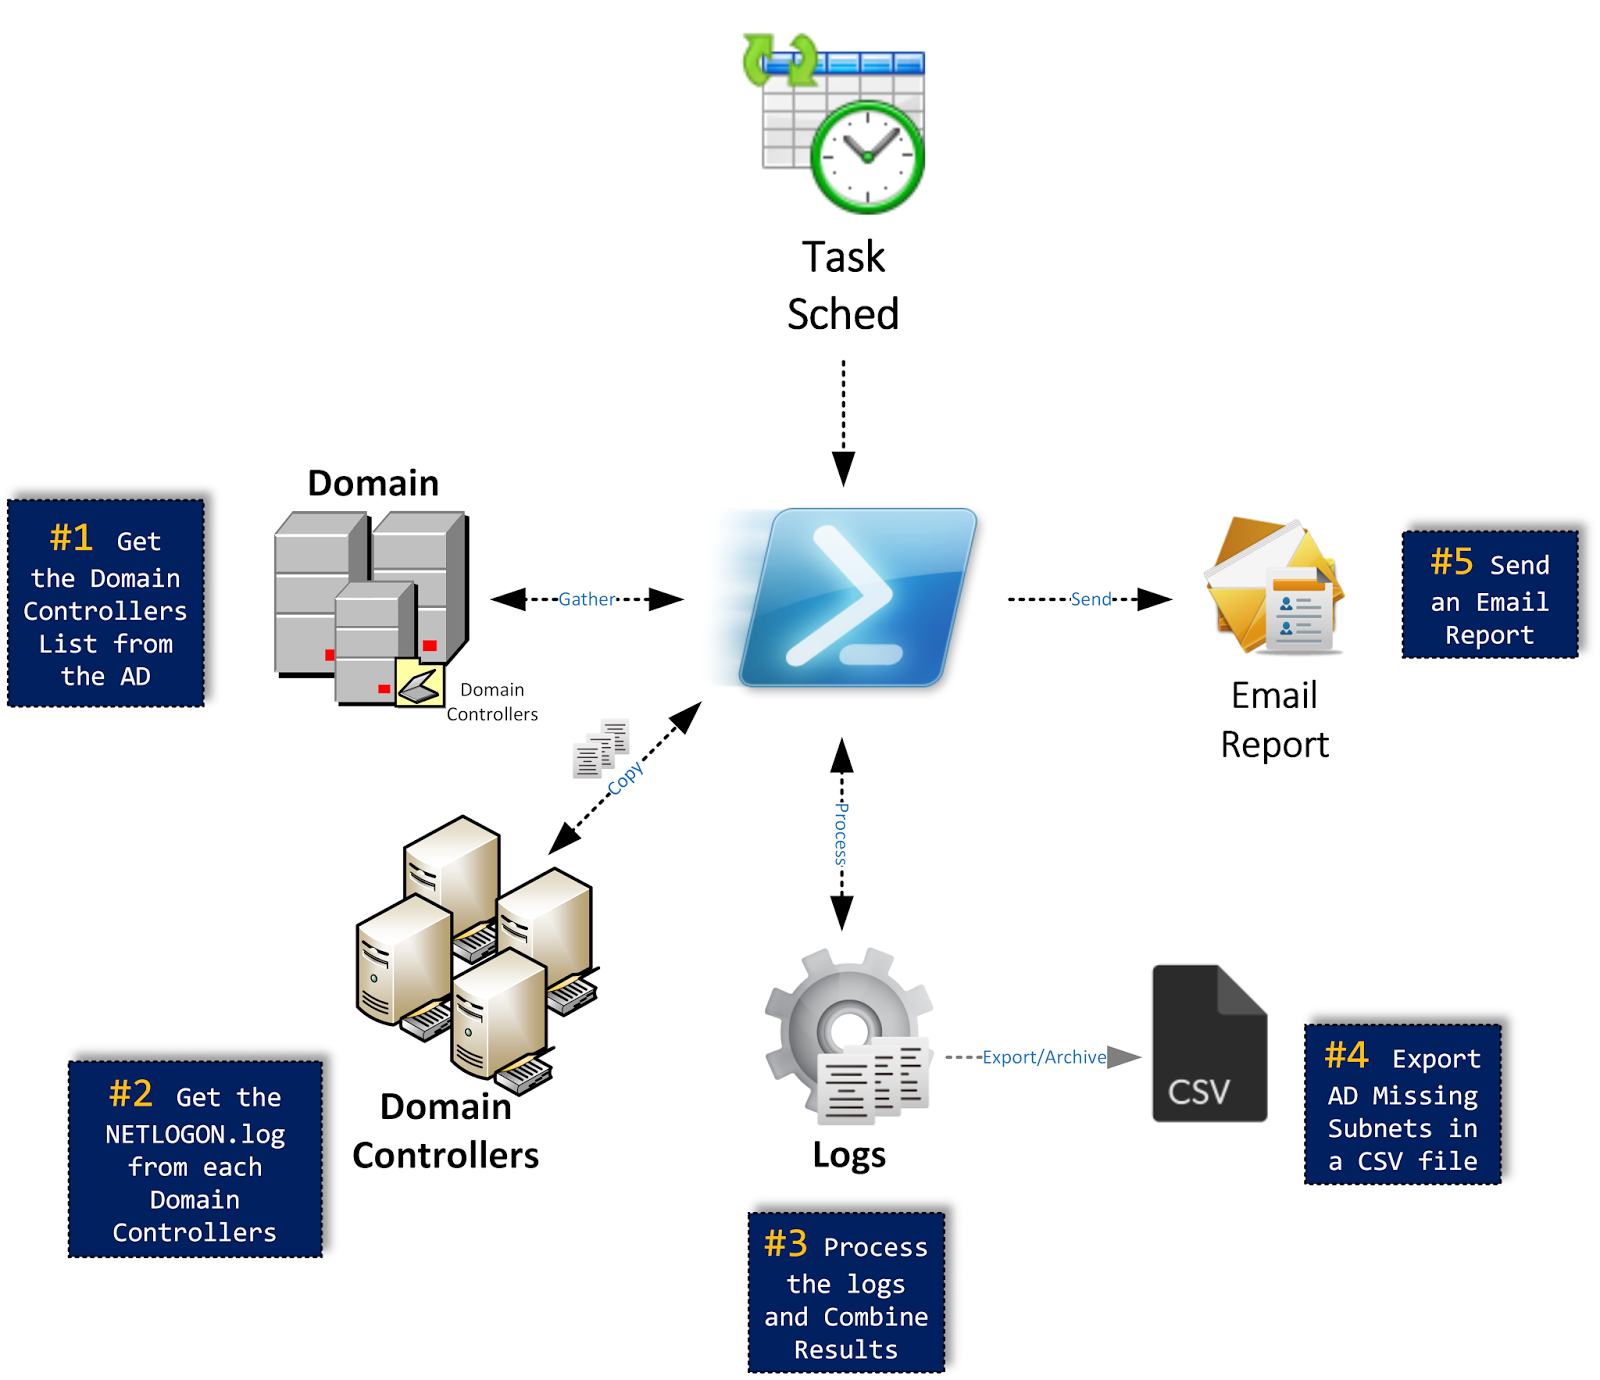 Task
Sched
Domain
#1 Get
the Domain
Controllers
List from
the AD
Gather
Domain
Controllers
Send
Email
Report
#5 Send
an Email
Report
Copy
Process
Domain
Controllers
#2 Get the
NETLOGON.log
from each
Domain
Controllers
Logs
Export/Archive
CSV
#4 Export
AD Missing
Subnets in
a CSV file
#3 Process
the logs
and Combine
Results